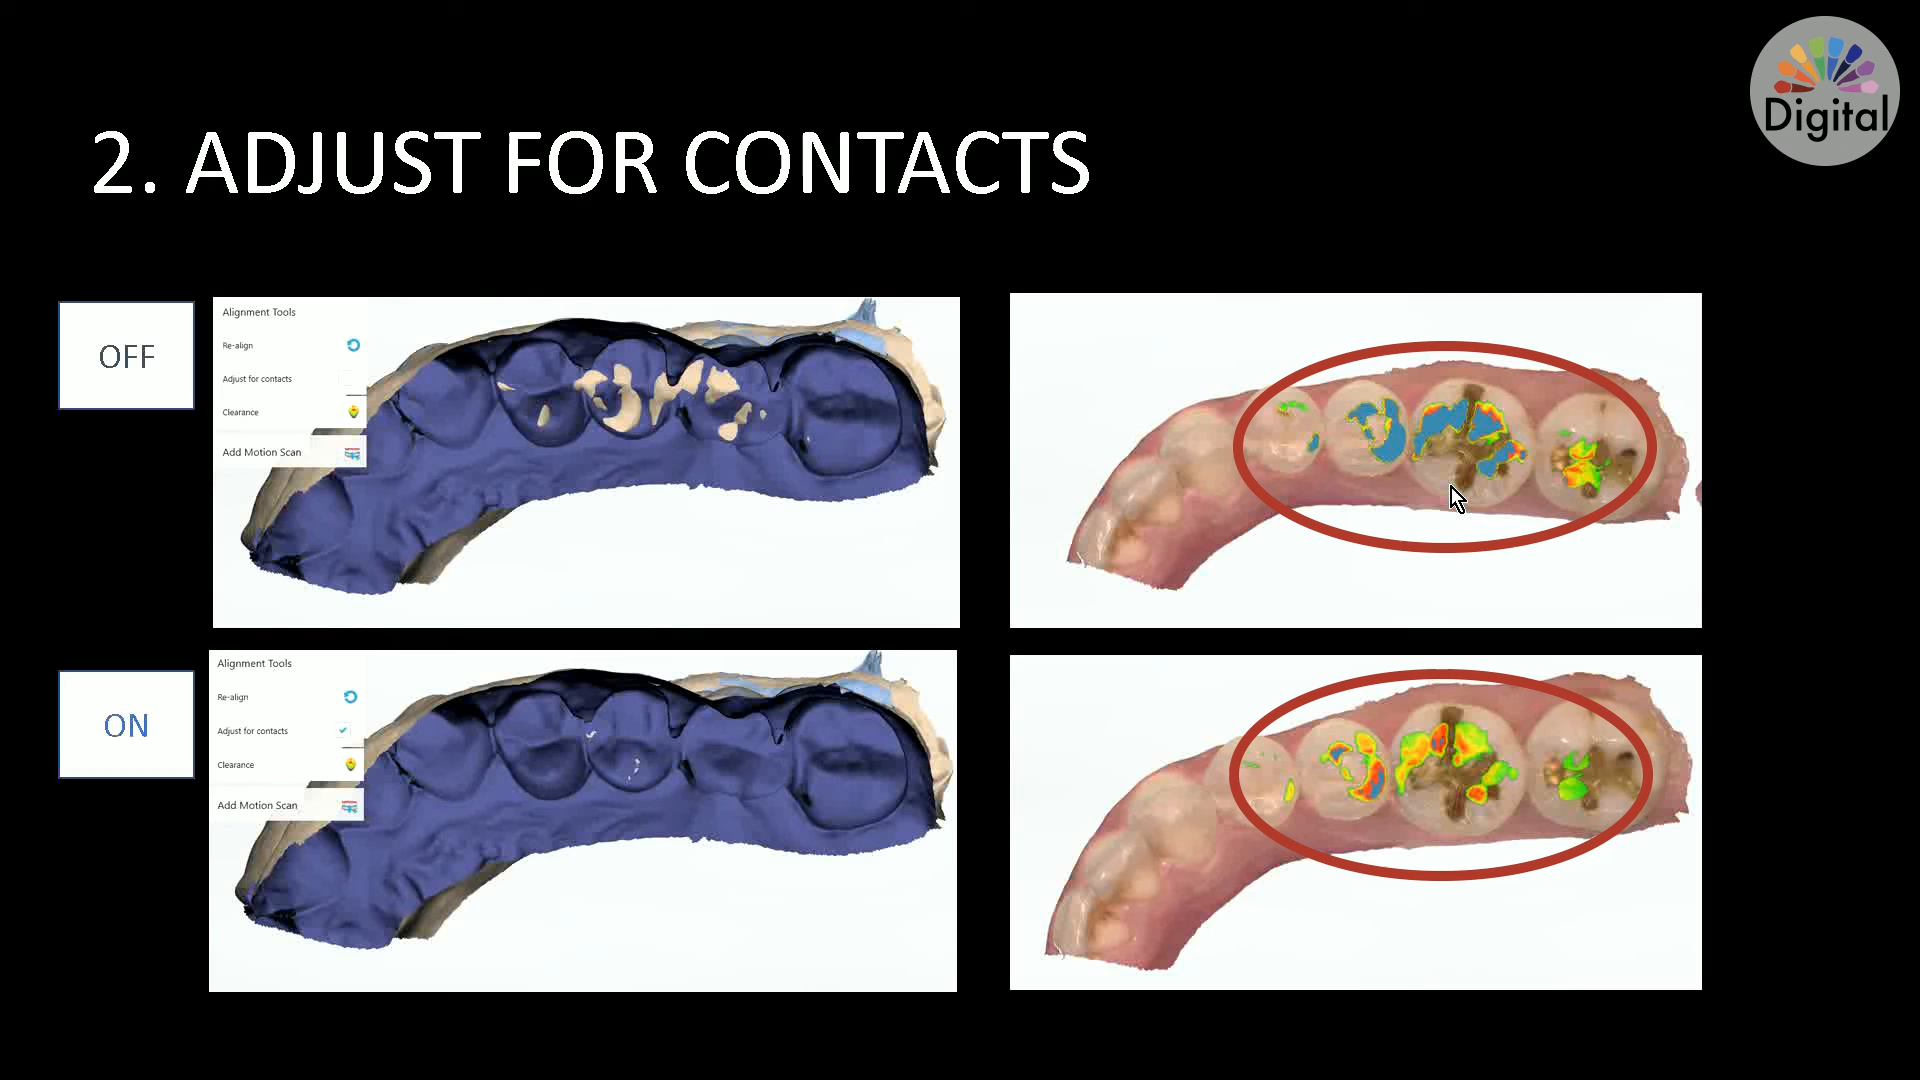 Digital
2. ADJUST FOR CONTACTS
OFF
Alignment Tools
Re-align
Adjust for contacts
Clearance
Add Motion Scan
ON
Alignment Tools
Re-align
Adjust for contacts
Clearance
Add Motion Scan